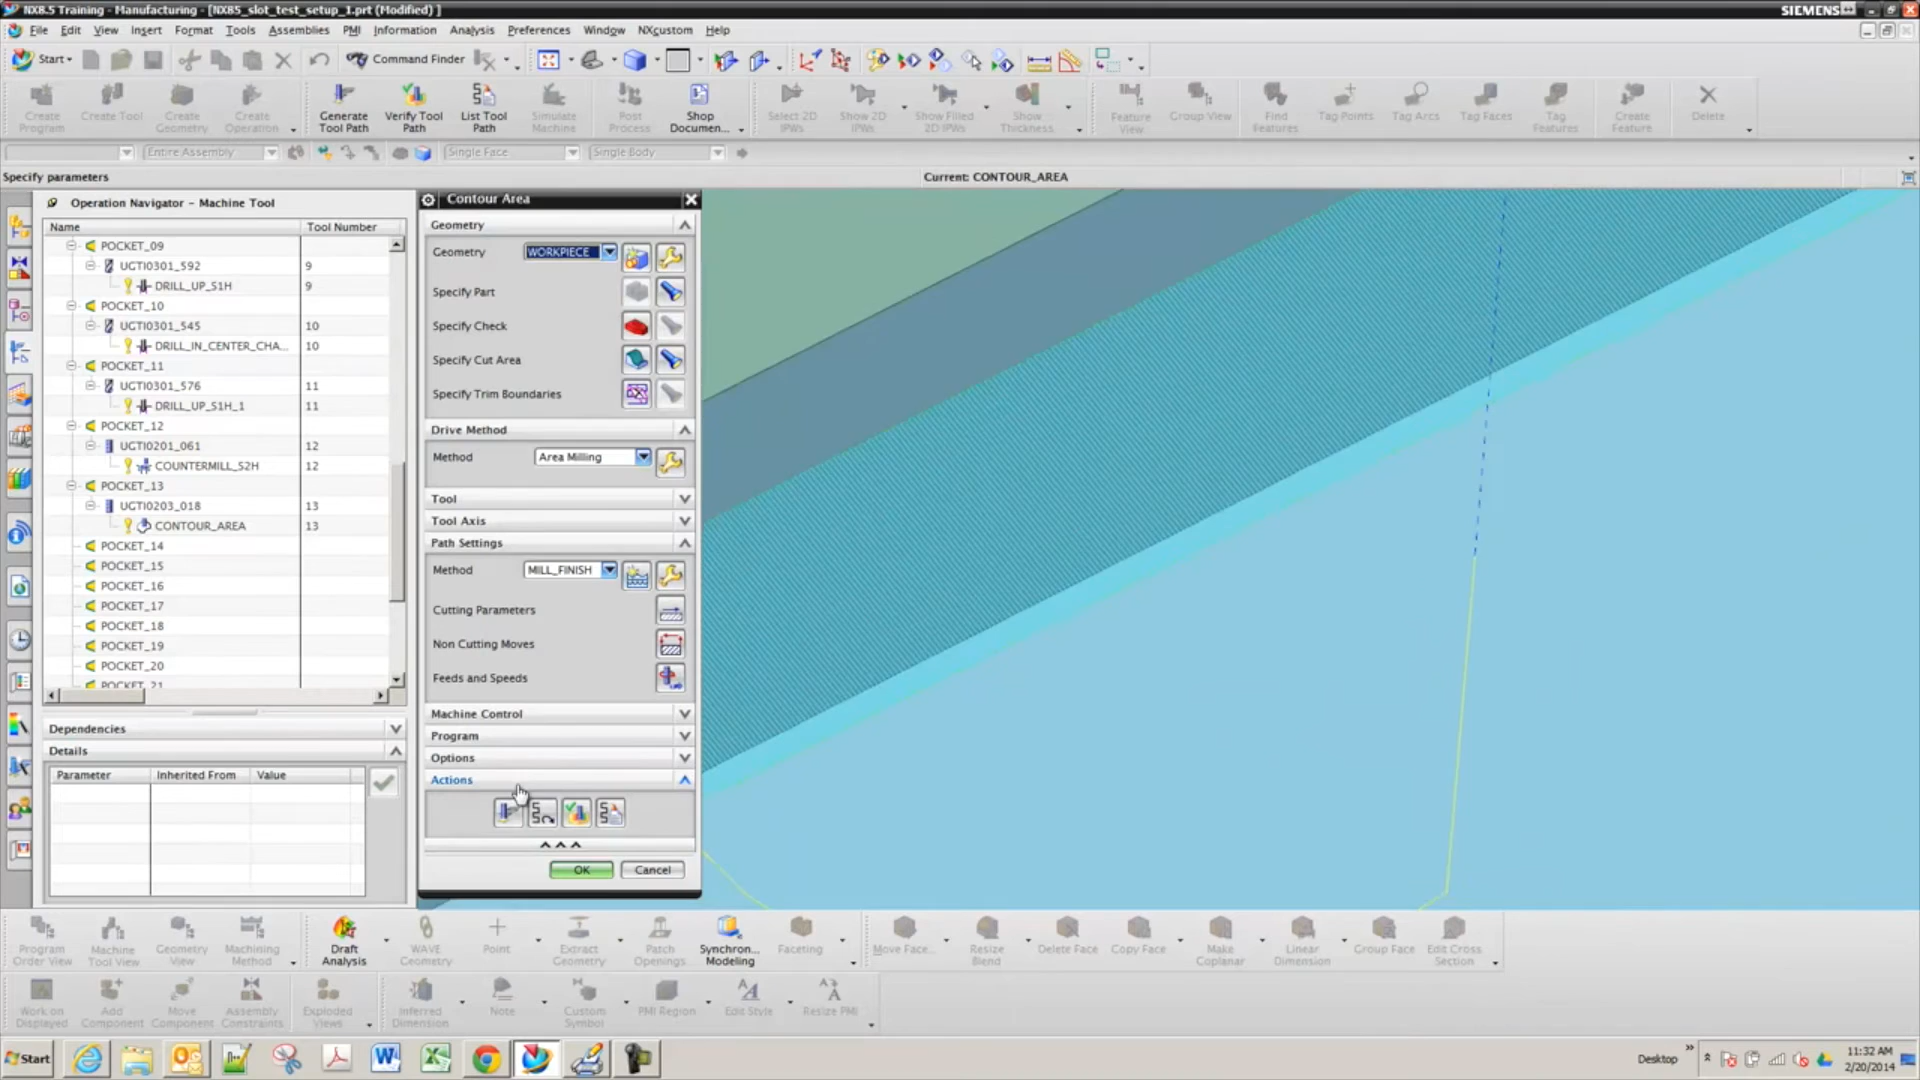 NX8.5 Training - Manufacturing - [NX85_slot_test_setup_1.prt (Modified) ]
SIEMENS
File Edit View Insert Format Tools Assemblies PMI Information Analysis Preferences Window NXcustom Help
Start Command Finder
Create Program
Create Tool
Create Geometry
Create Operation
Generate Tool Path
Verify Tool Path
List Tool Path
Simulate Machine
Post Process
Shop Documen...
Select 2D IPWs
Show 2D IPWs
Show Filled 2D IPWs
Show Thickness
Feature View
Group View
Find Features
Tag Points
Tag Arcs
Tag Faces
Tag Features
Create Feature
Delete
Entire Assembly Single Face Single Body
Specify parameters
Current: CONTOUR_AREA
Operation Navigator - Machine Tool
Name Tool Number
POCKET_09
UGTI0301_592 9
DRILL_UP_S1H 9
POCKET_10
UGTI0301_545 10
DRILL_IN_CENTER_CHA... 10
POCKET_11
UGTI0301_576 11
DRILL_UP_S1H_1 11
POCKET_12
UGTI0201_061 12
COUNTERMILL_S2H 12
POCKET_13
UGTI0203_018 13
CONTOUR_AREA 13
POCKET_14
POCKET_15
POCKET_16
POCKET_17
POCKET_18
POCKET_19
POCKET_20
POCKET_21
Dependencies
Details
Parameter Inherited From Value
Contour Area
Geometry
Geometry WORKPIECE
Specify Part
Specify Check
Specify Cut Area
Specify Trim Boundaries
Drive Method
Method Area Milling
Tool
Tool Axis
Path Settings
Method MILL_FINISH
Cutting Parameters
Non Cutting Moves
Feeds and Speeds
Machine Control
Program
Options
Actions
OK Cancel
Program Order View
Machine Tool View
Geometry View
Machining Method
Draft Analysis
WAVE Geometry
Point
Extract Geometry
Patch Openings
Synchron... Modeling
Faceting
Move Face...
Resize Blend
Delete Face
Copy Face
Make Coplanar
Linear Dimension
Group Face
Edit Cross Section
Work on Displayed
Add Component
Move Component
Assembly Constraints
Exploded Views
Inferred Dimension
Note
Custom Symbol
PMI Region
Edit Style
Resize PMI
Start
Desktop
11:32 AM
2/20/2014